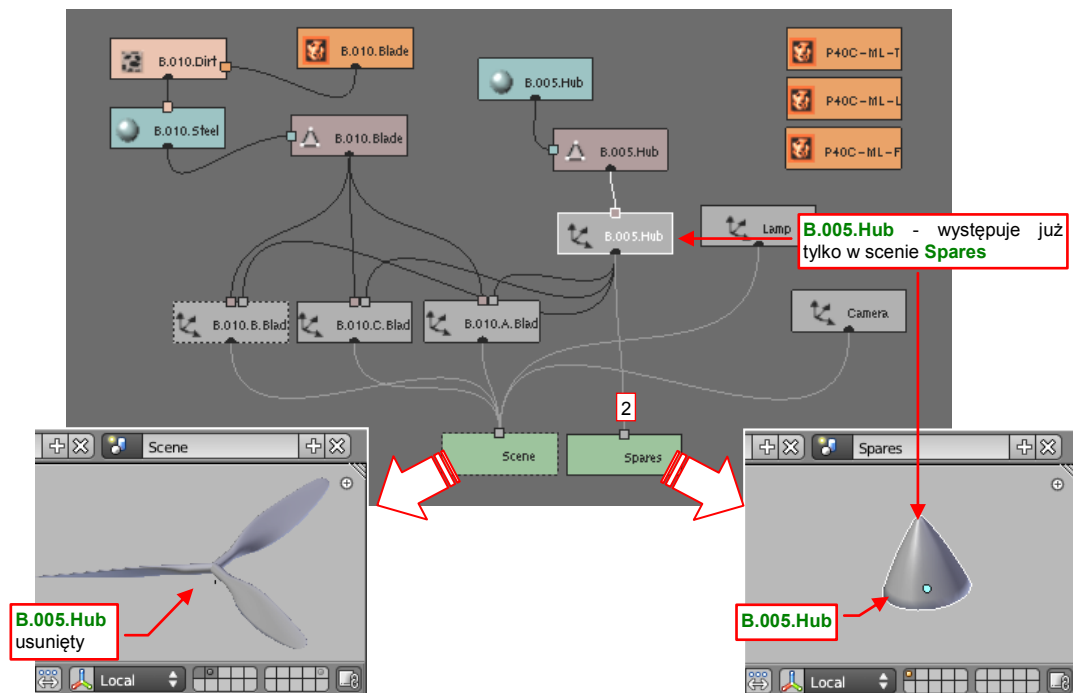 B.010.Dirt
B.010.Blade
B.005.Hub
P40C-ML-T
P40C-ML-L
P40C-ML-F
B.010.Steel
B.010.Blade
B.005.Hub
B.005.Hub
Lamp
B.005.Hub - występuje już
tylko w scenie Spares
B.010.B.Blad
B.010.C.Blad
B.010.A.Blad
Camera
2
Scene
Spares
Scene
B.005.Hub
usunięty
Local
Spares
B.005.Hub
Local